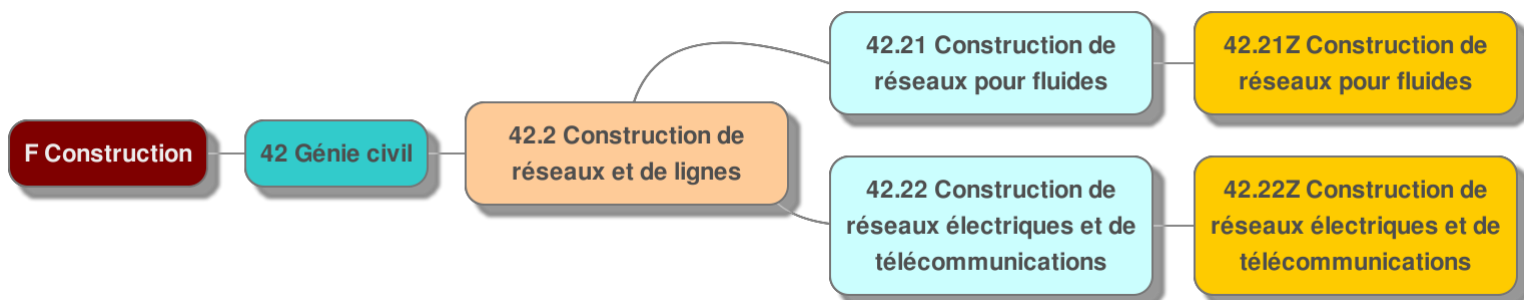 F Construction
42 Génie civil
42.2 Construction de
réseaux et de lignes
42.21 Construction de
réseaux pour fluides
42.21Z Construction de
réseaux pour fluides
42.22 Construction de
réseaux électriques et de
télécommunications
42.22Z Construction de
réseaux électriques et de
télécommunications